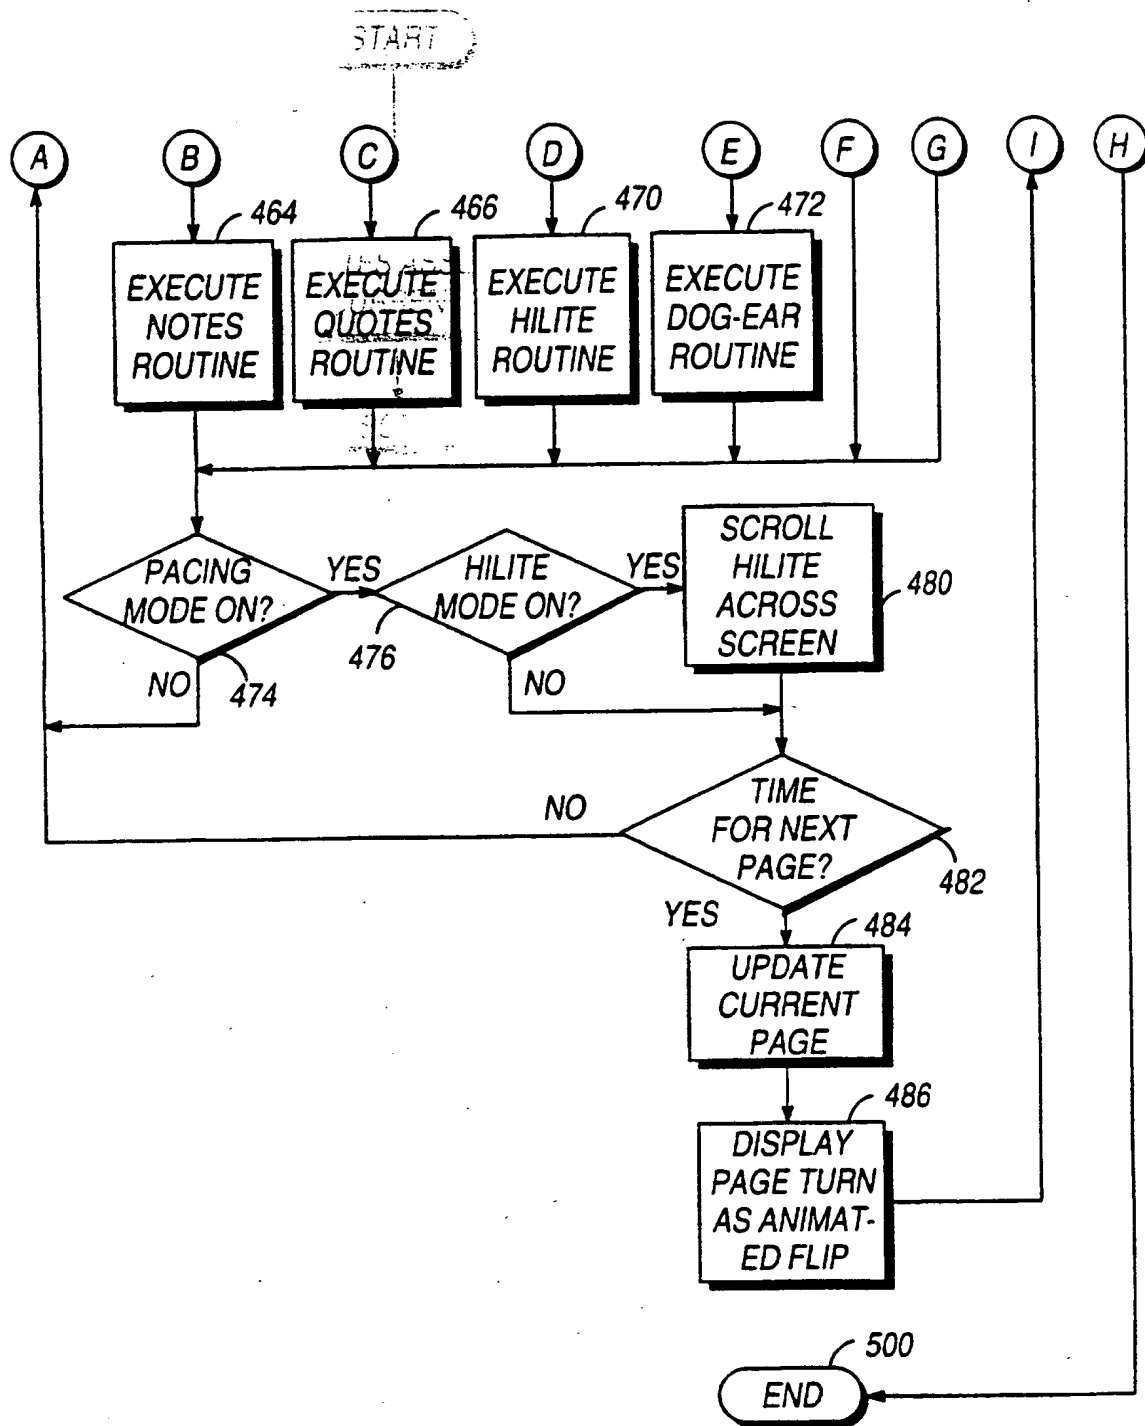 START
A
B
C
D
E
F
G
I
H
464
466
470
472
EXECUTE
NOTES
ROUTINE
EXECUTE
QUOTES
ROUTINE
EXECUTE
HILITE
ROUTINE
EXECUTE
DOG-EAR
ROUTINE
PACING
MODE ON?
YES
474
NO
HILITE
MODE ON?
YES
476
NO
SCROLL
HILITE
ACROSS
SCREEN
480
TIME
FOR NEXT
PAGE?
NO
482
YES
484
UPDATE
CURRENT
PAGE
486
DISPLAY
PAGE TURN
AS ANIMAT-
ED FLIP
500
END